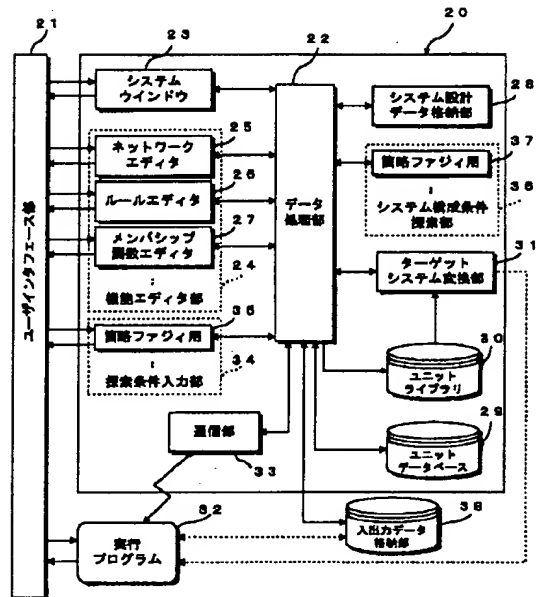 21
23
22
20
システム
ウインドウ
システム設計
データ格納部
28
25
ネットワーク
エディタ
37
簡略ファジィ用
26
ルールエディタ
データ
処理部
システム構成条件
探索部
36
27
メンバシップ
関数エディタ
24
機能エディタ部
ターゲット
システム変換部
31
ユーザインタフェース部
35
簡略ファジィ用
34
探索条件入力部
ユニット
ライブラリ
30
通信部
33
ユニット
データベース
29
32
実行
プログラム
入出力データ
格納部
38